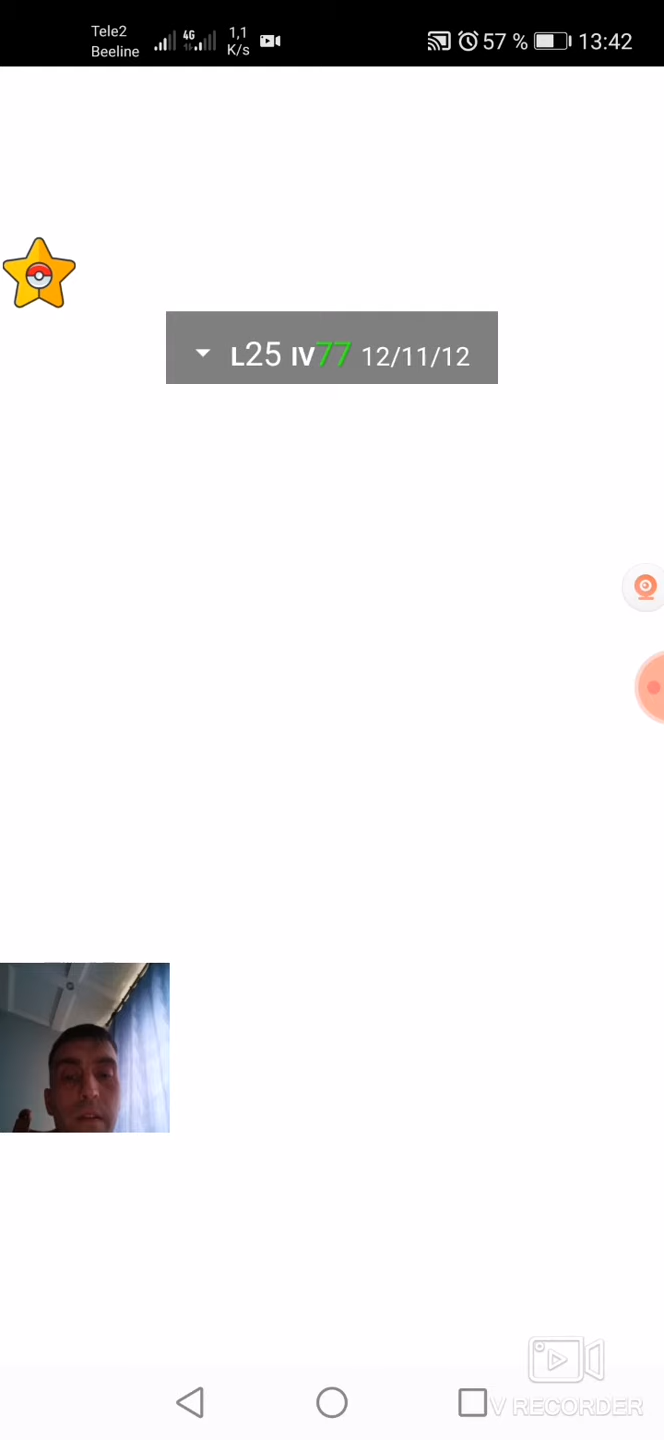 Tele2
Beeline
4G
1,1
K/s
57 %
13:42
L25 IV77 12/11/12
V RECORDER